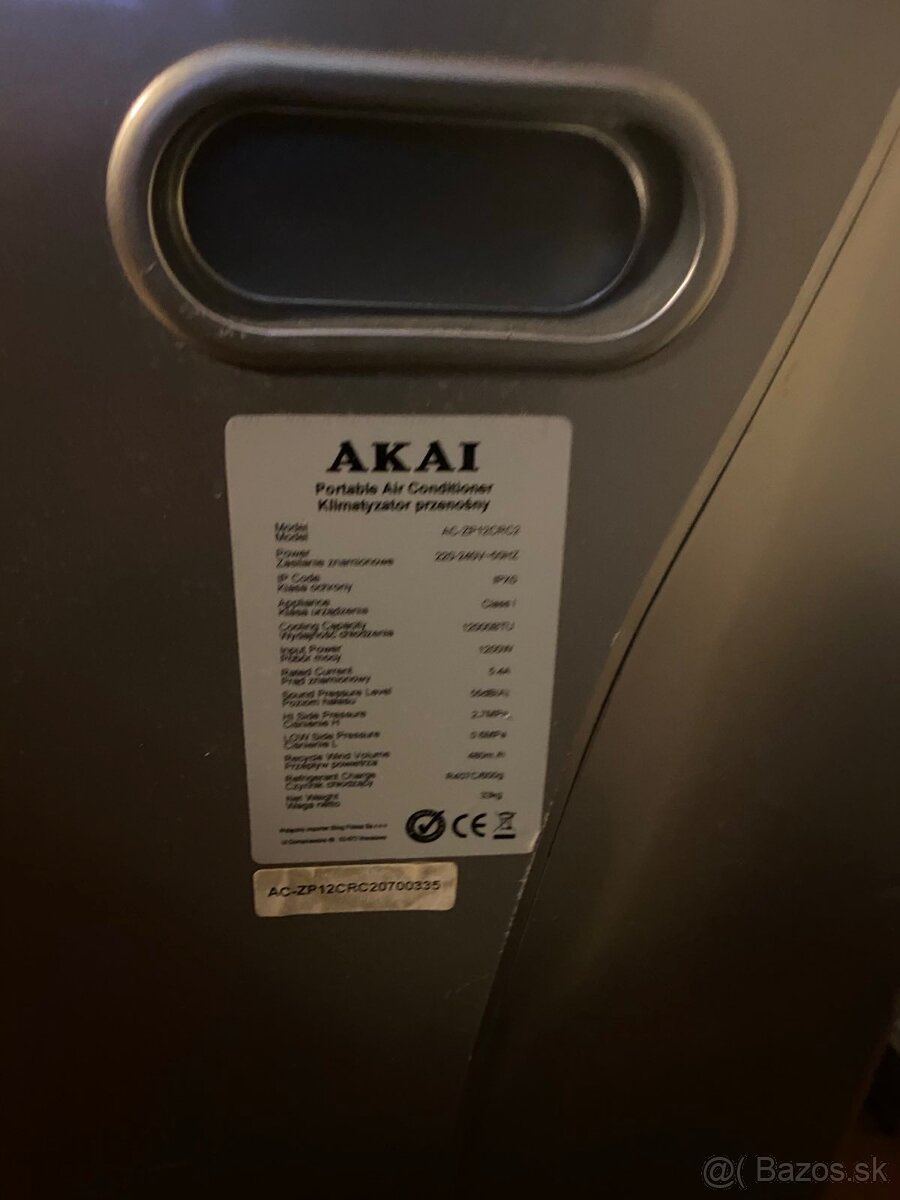 AKAI
Portable Air Conditioner
Klimatyzator przenośny
Model AC-ZP12CRC2
Model
Power 220-240V~50HZ
Zasilanie znamionowe
IP Code IPX0
Klasa ochrony
Appliance Class I
Klasa urządzenia
Cooling Capacity 12000BTU
Wydajność chłodzenia
Input Power 1200W
Pobór mocy
Rated Current 5.4A
Prąd znamionowy
Sound Pressure Level
Poziom hałasu
Hi Side Pressure 2.7MPa
Ciśnienie H
LOW Side Pressure 0.6MPa
Ciśnienie L
Recycle Wind Volume
Przepływ powietrza
Refrigerant Charge R407C/600g
Czynnik chłodzący
Net Weight 33kg
Waga netto
CE
AC-ZP12CRC20700335
@( Bazos.sk